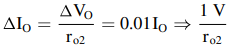 ΔI_O = ΔV_O / r_o2 = 0.01I_O ⇒ 1 V / r_o2